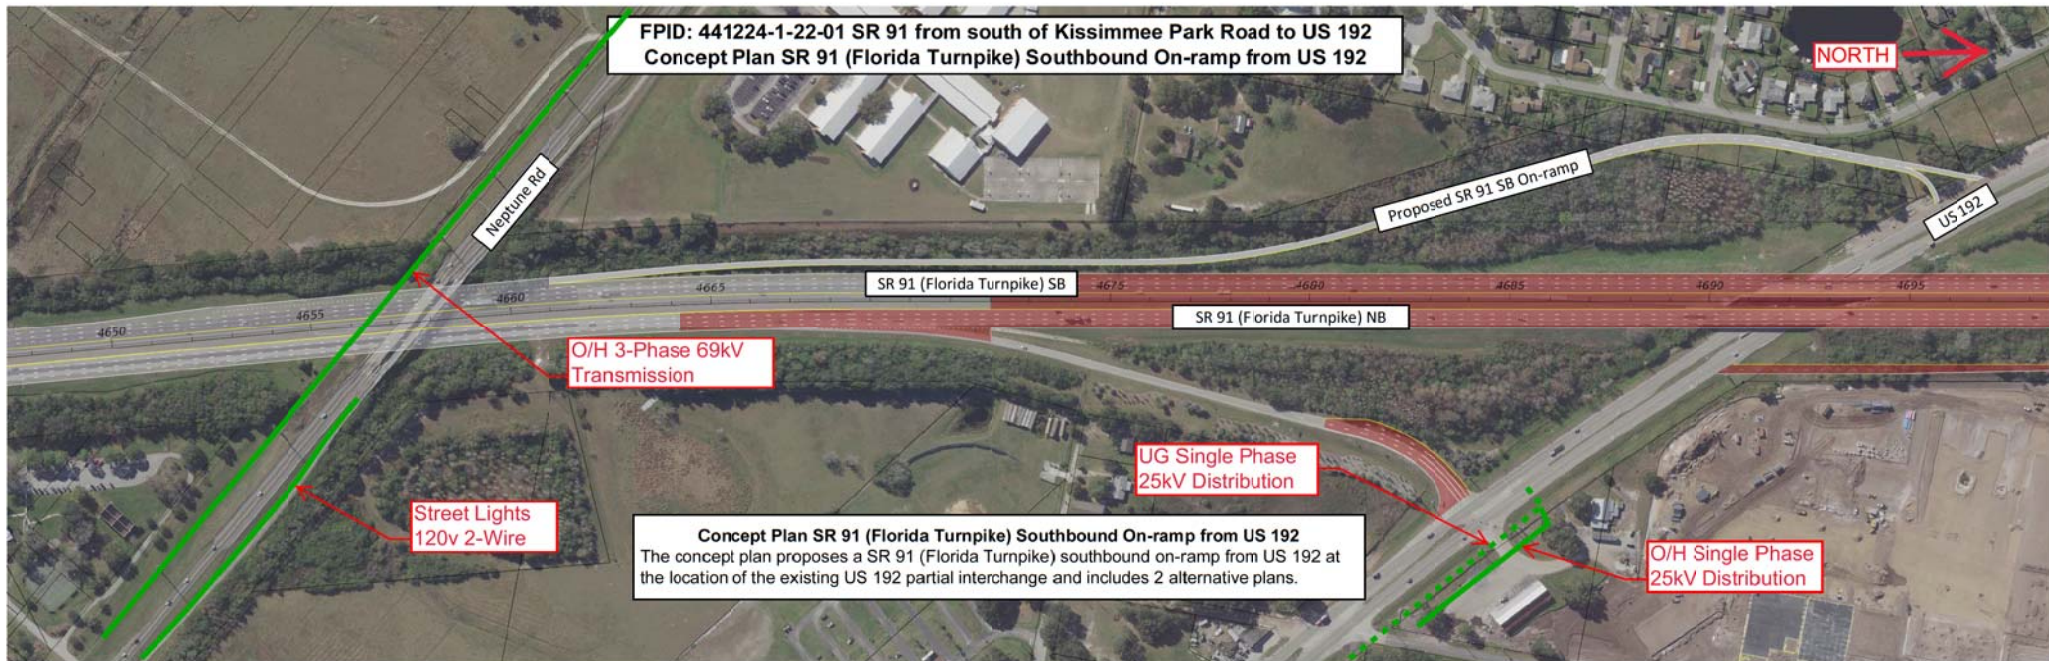 FPID: 441224-1-22-01 SR 91 from south of Kissimmee Park Road to US 192
Concept Plan SR 91 (Florida Turnpike) Southbound On-ramp from US 192
NORTH
Neptune Rd
Proposed SR 91 SB On-ramp
US 192
SR 91 (Florida Turnpike) SB
4650
4655
4660
4665
4675
4680
4685
4690
4695
SR 91 (Florida Turnpike) NB
O/H 3-Phase 69kV
Transmission
Street Lights
120v 2-Wire
UG Single Phase
25kV Distribution
O/H Single Phase
25kV Distribution
Concept Plan SR 91 (Florida Turnpike) Southbound On-ramp from US 192
The concept plan proposes a SR 91 (Florida Turnpike) southbound on-ramp from US 192 at
the location of the existing US 192 partial interchange and includes 2 alternative plans.